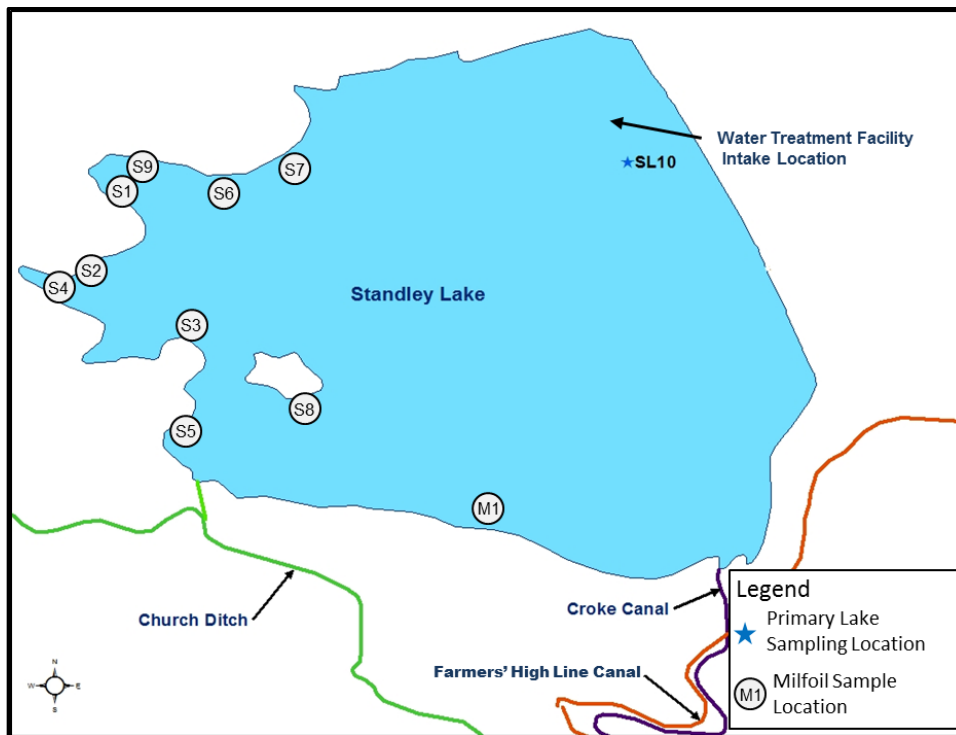 Water Treatment Facility
Intake Location
SL10
S9
S7
S1
S6
S2
S4
Standley Lake
S3
S8
S5
M1
Church Ditch
Croke Canal
Farmers' High Line Canal
N
W
E
S
Legend
Primary Lake
Sampling Location
M1
Milfoil Sample
Location